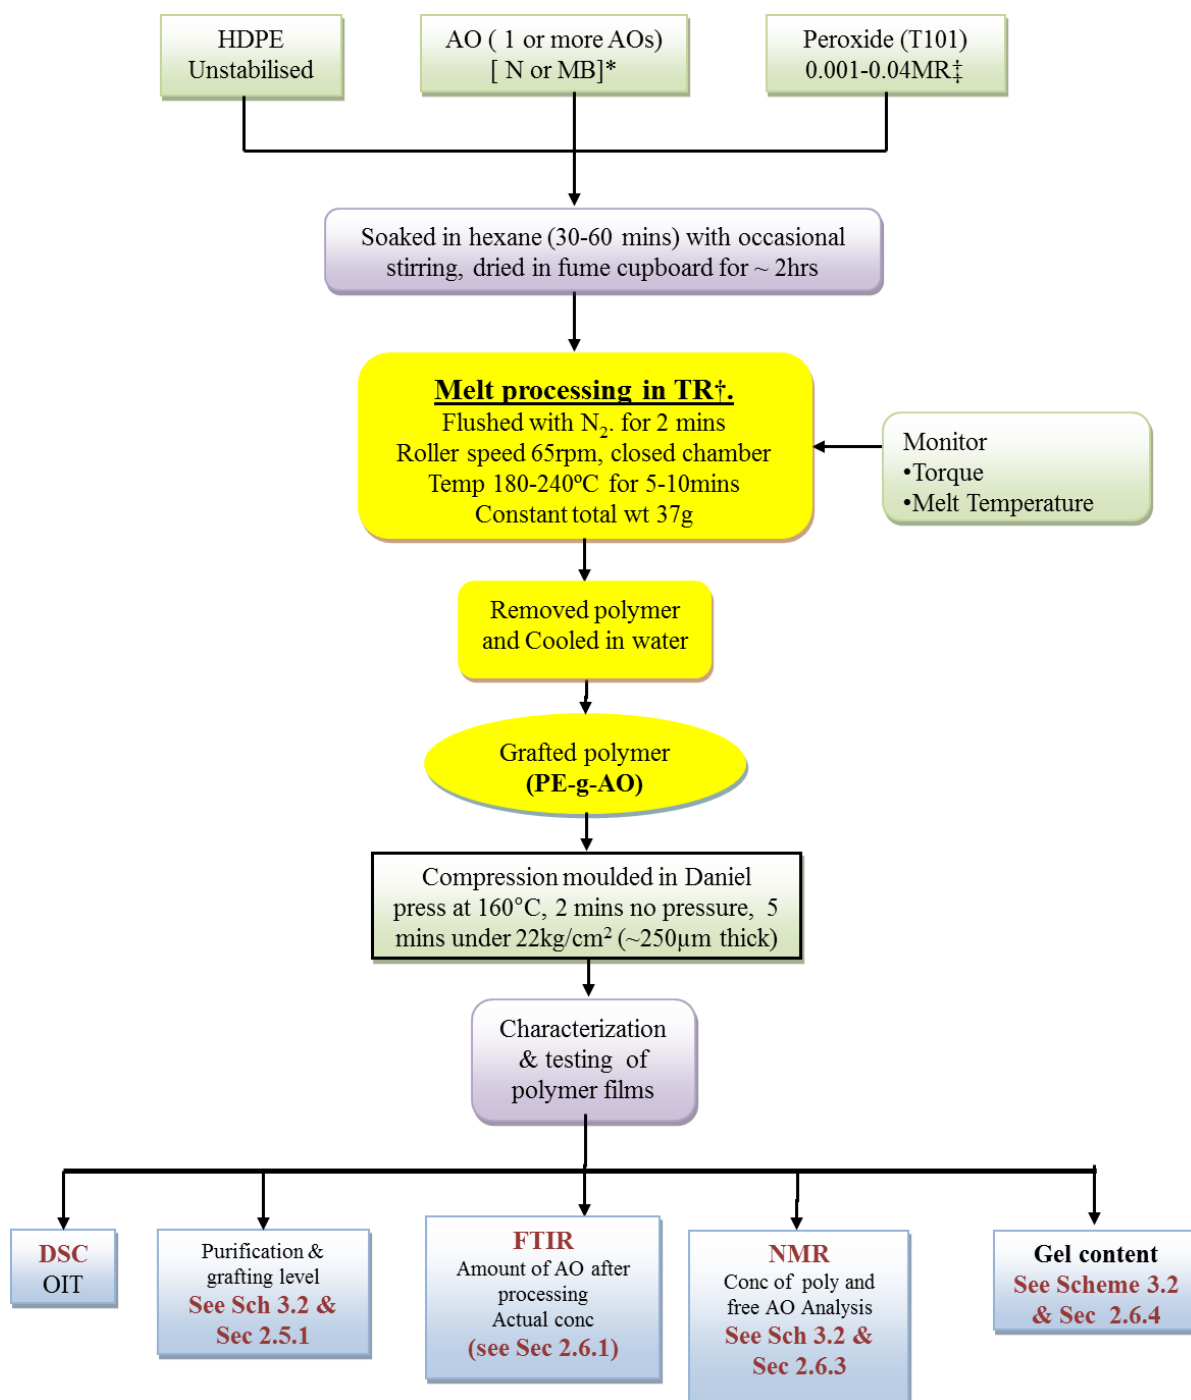 HDPE
Unstabilised
AO ( 1 or more AOs)
[ N or MB]*
Peroxide (T101)
0.001-0.04MR‡
Soaked in hexane (30-60 mins) with occasional
stirring, dried in fume cupboard for ~ 2hrs
Melt processing in TR†.
Flushed with N₂. for 2 mins
Roller speed 65rpm, closed chamber
Temp 180-240ºC for 5-10mins
Constant total wt 37g
Monitor
•Torque
•Melt Temperature
Removed polymer
and Cooled in water
Grafted polymer
(PE-g-AO)
Compression moulded in Daniel
press at 160°C, 2 mins no pressure, 5
mins under 22kg/cm² (~250µm thick)
Characterization
& testing of
polymer films
DSC
OIT
Purification &
grafting level
See Sch 3.2 &
Sec 2.5.1
FTIR
Amount of AO after
processing
Actual conc
(see Sec 2.6.1)
NMR
Conc of poly and
free AO Analysis
See Sch 3.2 &
Sec 2.6.3
Gel content
See Scheme 3.2
& Sec 2.6.4